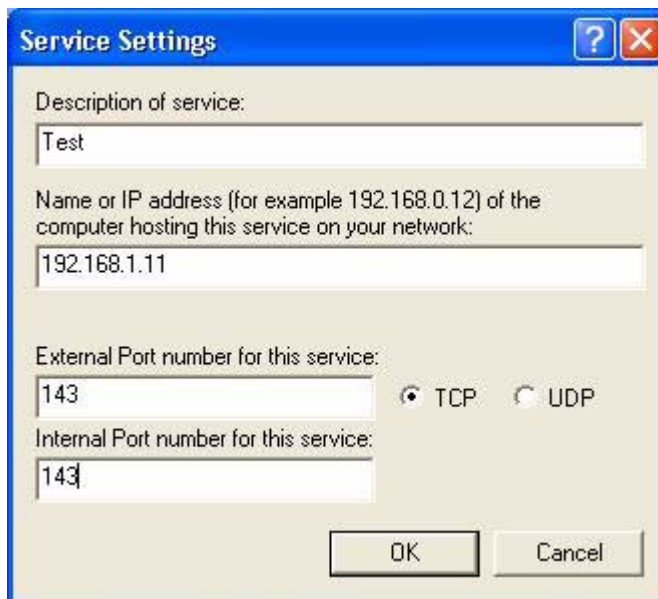 Service Settings
Description of service:
Test
Name or IP address (for example 192.168.0.12) of the
computer hosting this service on your network:
192.168.1.11
External Port number for this service:
143 TCP UDP
Internal Port number for this service:
143
OK Cancel